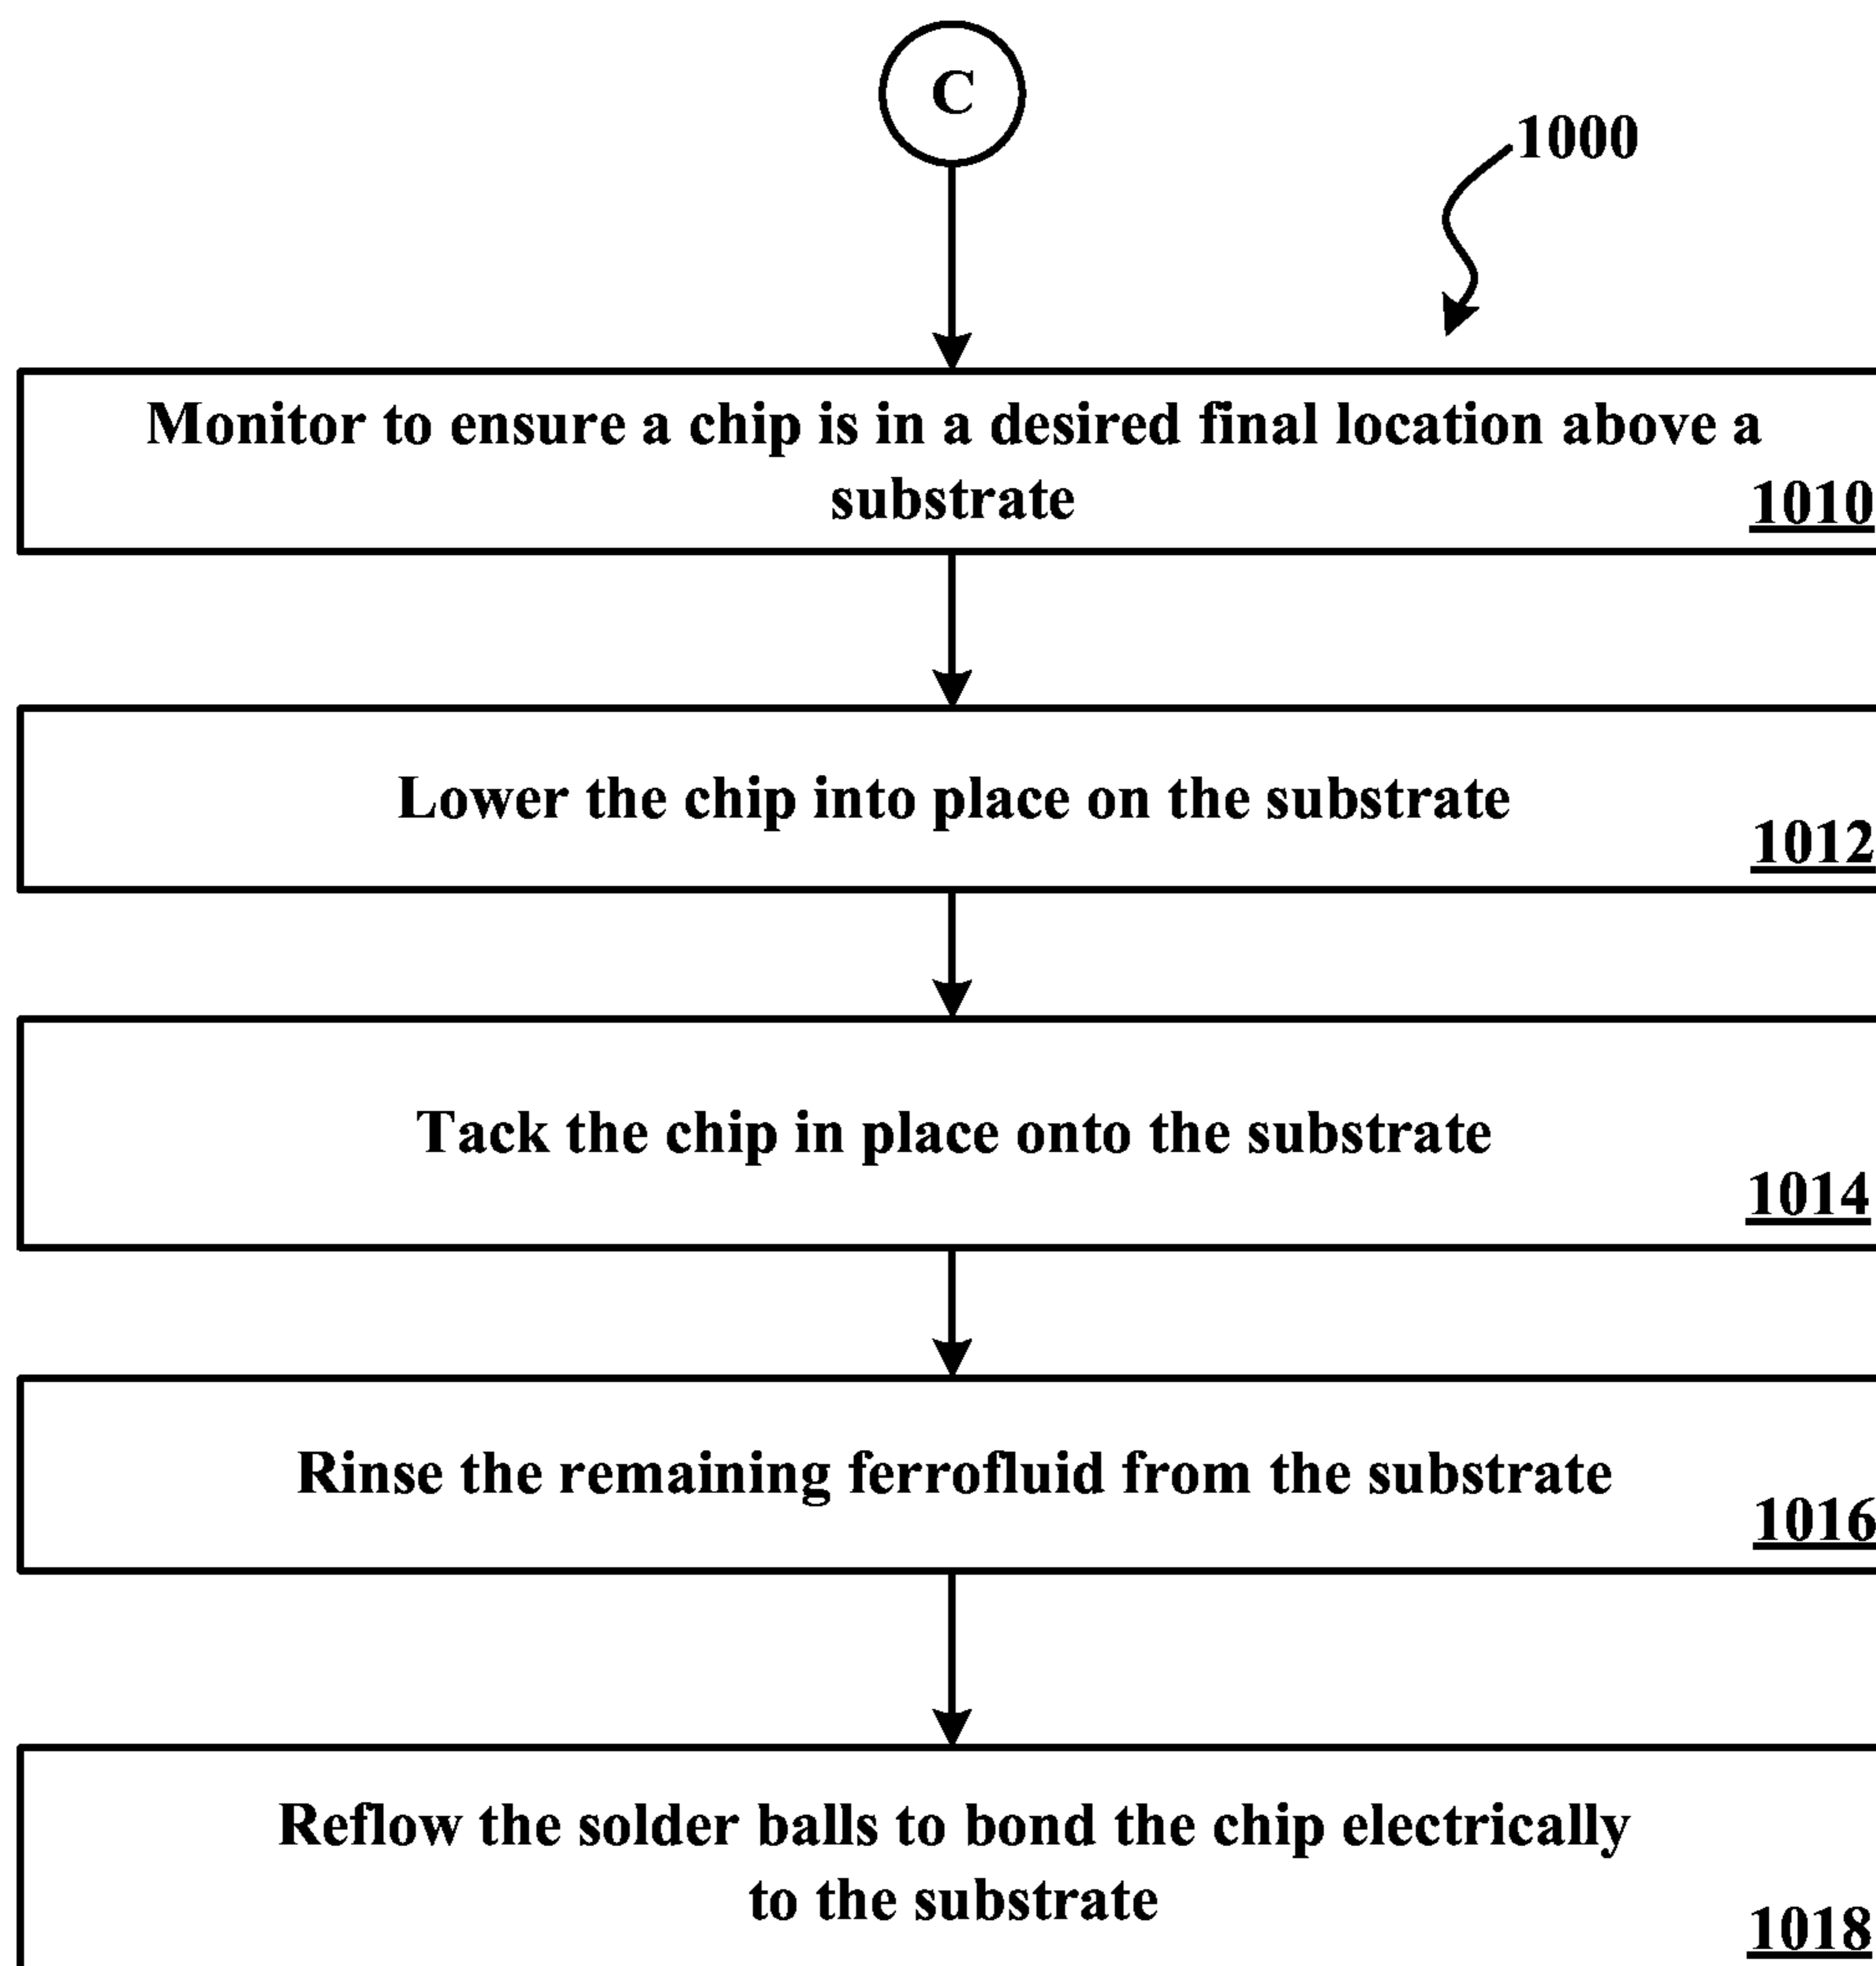 C
1000
Monitor to ensure a chip is in a desired final location above a
substrate
1010
Lower the chip into place on the substrate
1012
Tack the chip in place onto the substrate
1014
Rinse the remaining ferrofluid from the substrate
1016
Reflow the solder balls to bond the chip electrically
to the substrate
1018